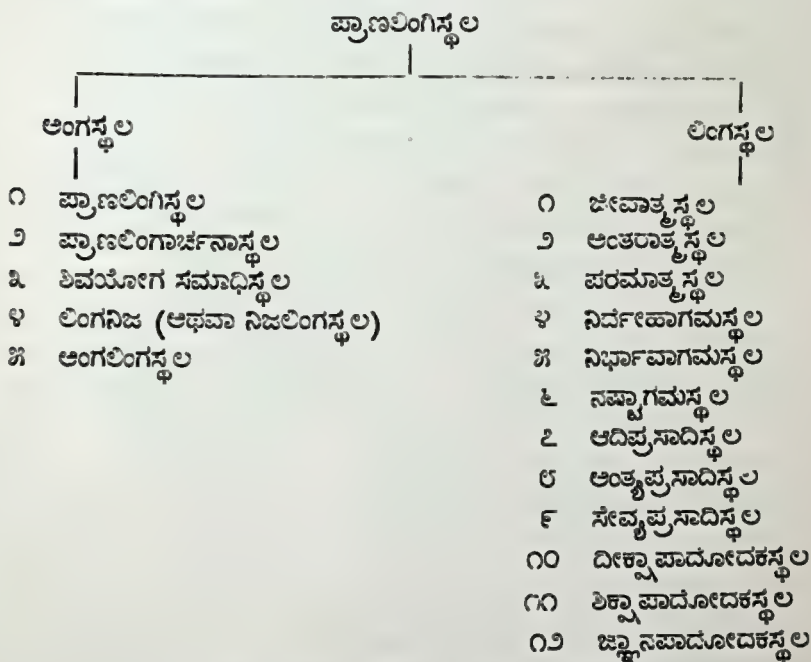 ಪ್ರಾಣಲಿಂಗಿಸ್ಥಲ
ಅಂಗಸ್ಥಲ
೧ ಪ್ರಾಣಲಿಂಗಿಸ್ಥಲ
೨ ಪ್ರಾಣಲಿಂಗಾರ್ಚನಾಸ್ಥಲ
೩ ಶಿವಯೋಗ ಸಮಾಧಿಸ್ಥಲ
೪ ಲಿಂಗನಿಜ (ಅಥವಾ ನಿಜಲಿಂಗಸ್ಥಲ)
೫ ಅಂಗಲಿಂಗಸ್ಥಲ
ಲಿಂಗಸ್ಥಲ
೧ ಜೀವಾತ್ಮಸ್ಥಲ
೨ ಅಂತರಾತ್ಮಸ್ಥಲ
೩ ಪರಮಾತ್ಮಸ್ಥಲ
೪ ನಿರ್ದೇಹಾಗಮಸ್ಥಲ
೫ ನಿರ್ಭಾವಾಗಮಸ್ಥಲ
೬ ನಷ್ಟಾಗಮಸ್ಥಲ
೭ ಆದಿಪ್ರಸಾದಿಸ್ಥಲ
೮ ಅಂತ್ಯಪ್ರಸಾದಿಸ್ಥಲ
೯ ಸೇವ್ಯಪ್ರಸಾದಿಸ್ಥಲ
೧೦ ದೀಕ್ಷಾಪಾದೋದಕಸ್ಥಲ
೧೧ ಶಿಕ್ಷಾಪಾದೋದಕಸ್ಥಲ
೧೨ ಜ್ಞಾನಪಾದೋದಕಸ್ಥಲ